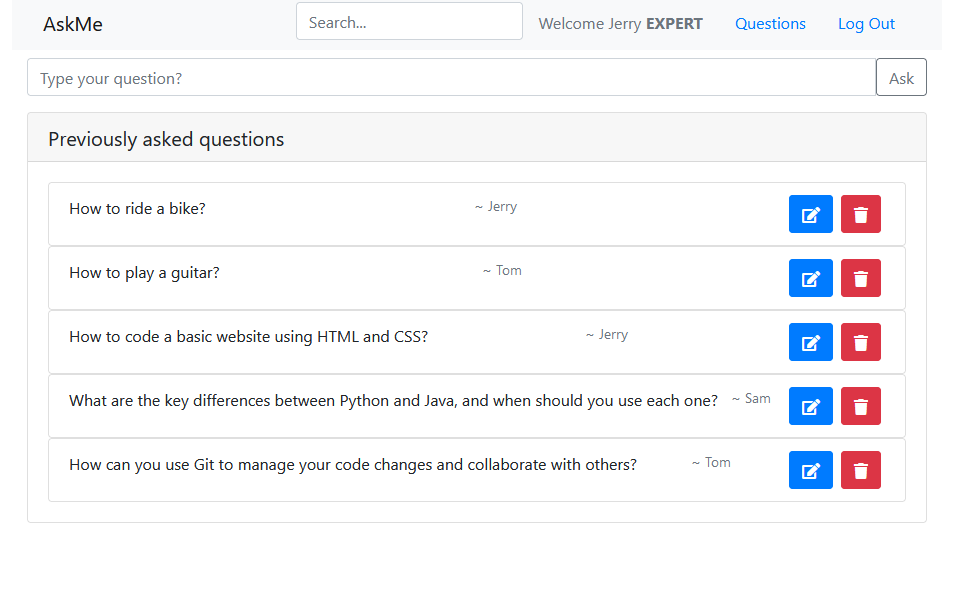 AskMe Search... Welcome Jerry EXPERT Questions Log Out
Type your question? Ask
Previously asked questions
How to ride a bike? ~ Jerry
How to play a guitar? ~ Tom
How to code a basic website using HTML and CSS? ~ Jerry
What are the key differences between Python and Java, and when should you use each one? ~ Sam
How can you use Git to manage your code changes and collaborate with others? ~ Tom